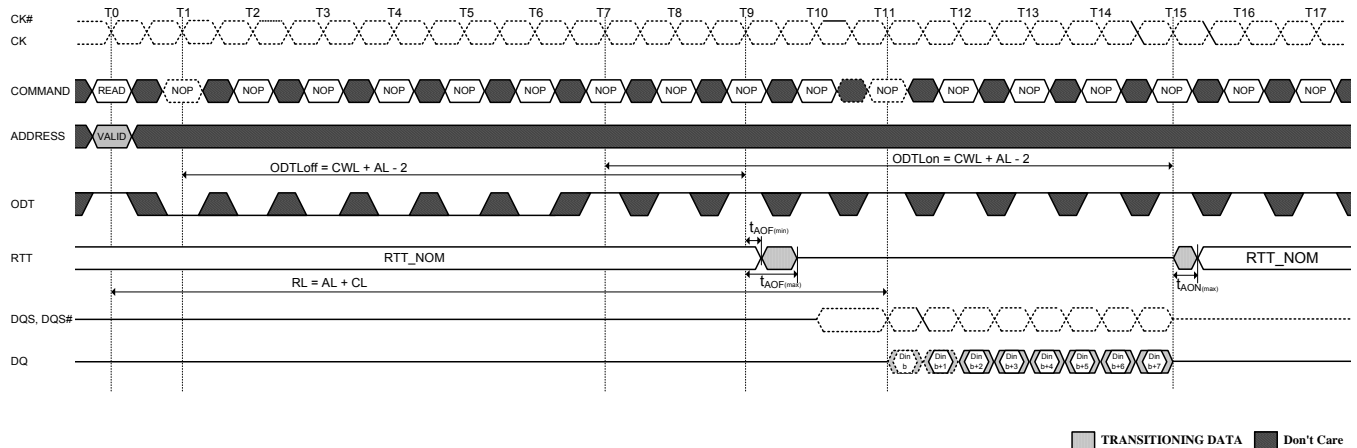 T0 T1 T2 T3 T4 T5 T6 T7 T8 T9 T10 T11 T12 T13 T14 T15 T16 T17
CK#
CK
COMMAND READ NOP NOP NOP NOP NOP NOP NOP NOP NOP NOP NOP NOP NOP NOP NOP NOP NOP
ADDRESS VALID
ODTLoff = CWL + AL - 2 ODTLon = CWL + AL - 2
ODT
tAOF(min)
RTT RTT_NOM RTT_NOM
tAOF(max) tAON(max)
RL = AL + CL
DQS, DQS#
DQ Din b Din b+1 Din b+2 Din b+3 Din b+4 Din b+5 Din b+6 Din b+7
TRANSITIONING DATA Don't Care